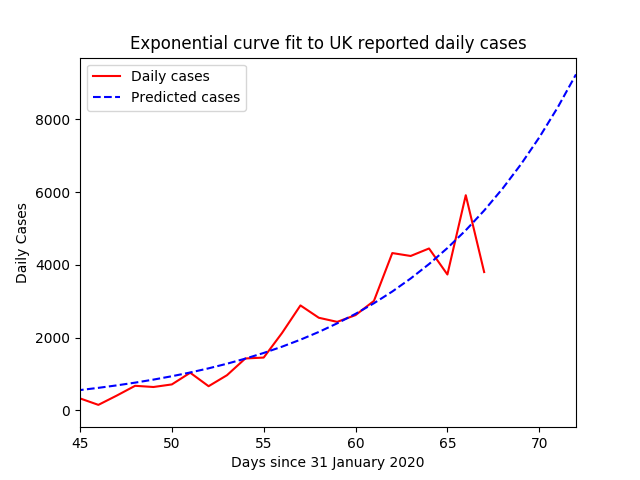 Exponential curve fit to UK reported daily cases
Daily cases
Predicted cases
Daily Cases
8000
6000
4000
2000
0
45 50 55 60 65 70
Days since 31 January 2020